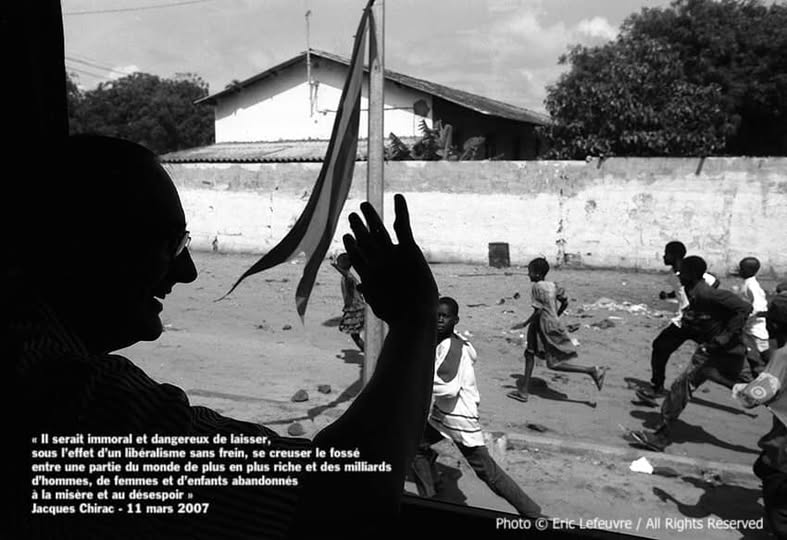 « Il serait immoral et dangereux de laisser,
sous l'effet d'un libéralisme sans frein, se creuser le fossé
entre une partie du monde de plus en plus riche et des milliards
d'hommes, de femmes et d'enfants abandonnés
à la misère et au désespoir »
Jacques Chirac - 11 mars 2007
Photo © Eric Lefeuvre / All Rights Reserved